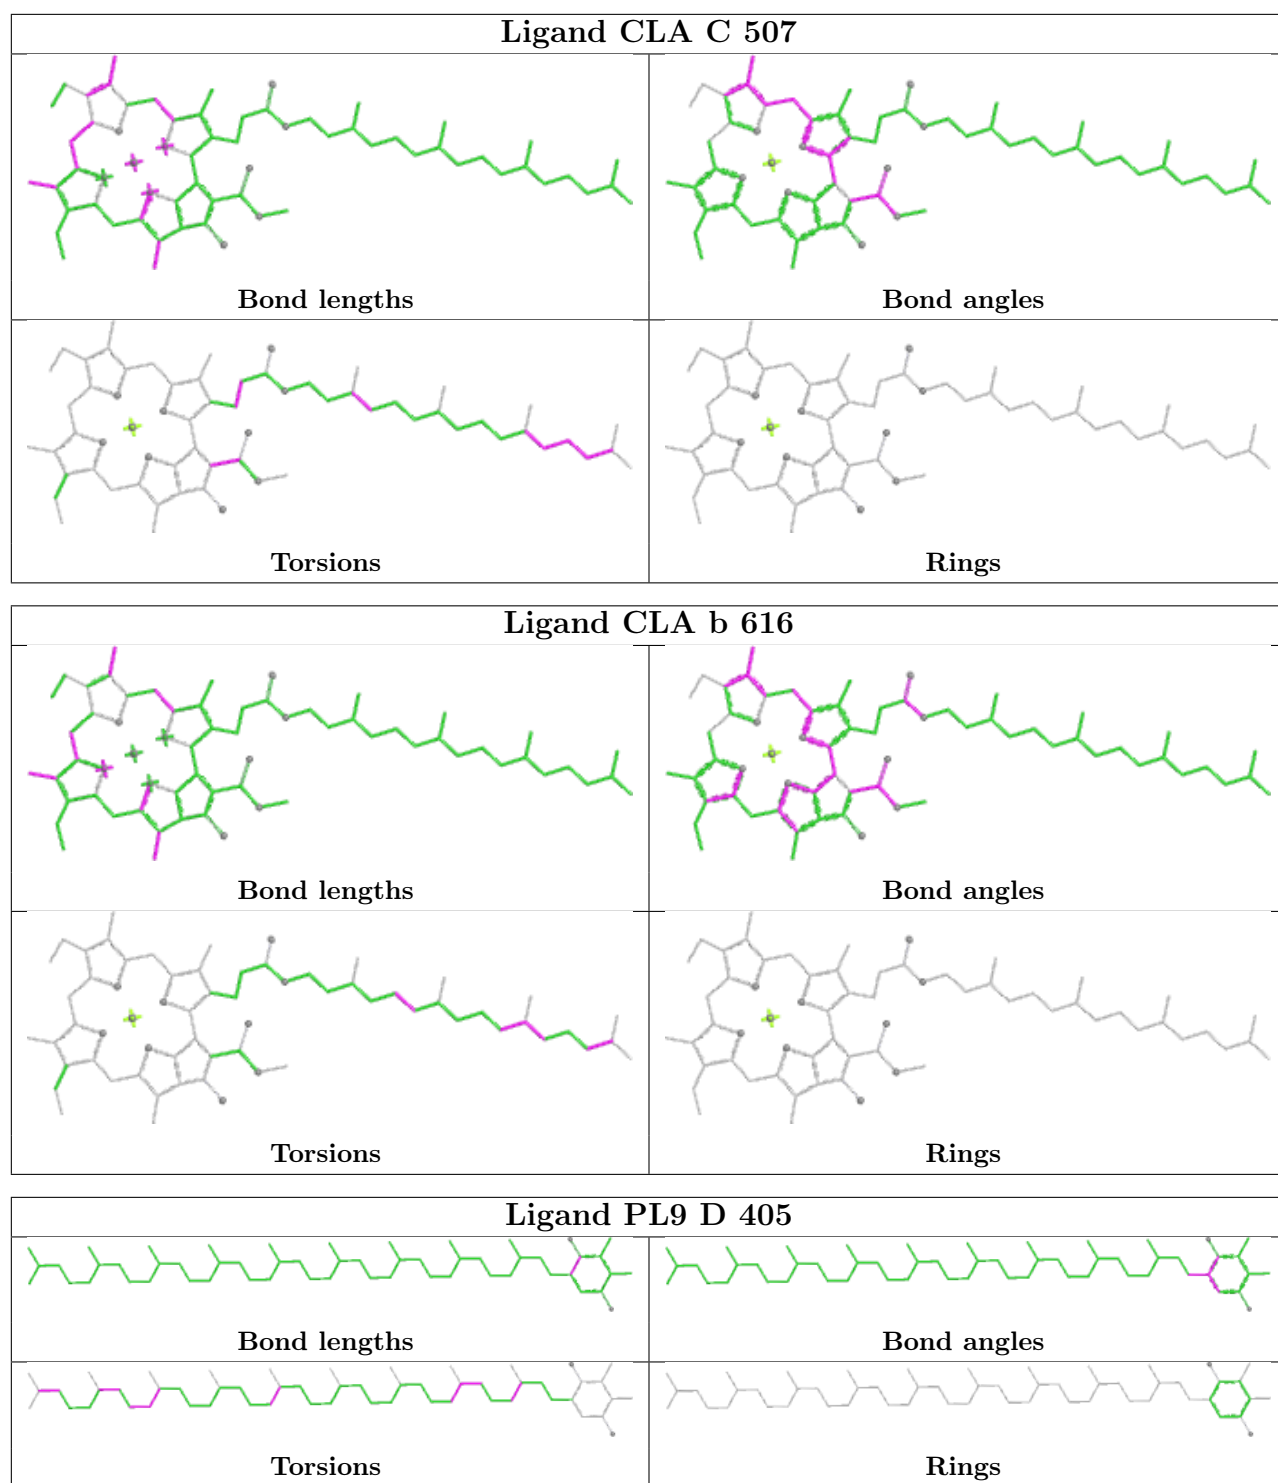 Ligand CLA C 507
Bond lengths
Bond angles
Torsions
Rings
Ligand CLA b 616
Bond lengths
Bond angles
Torsions
Rings
Ligand PL9 D 405
Bond lengths
Bond angles
Torsions
Rings